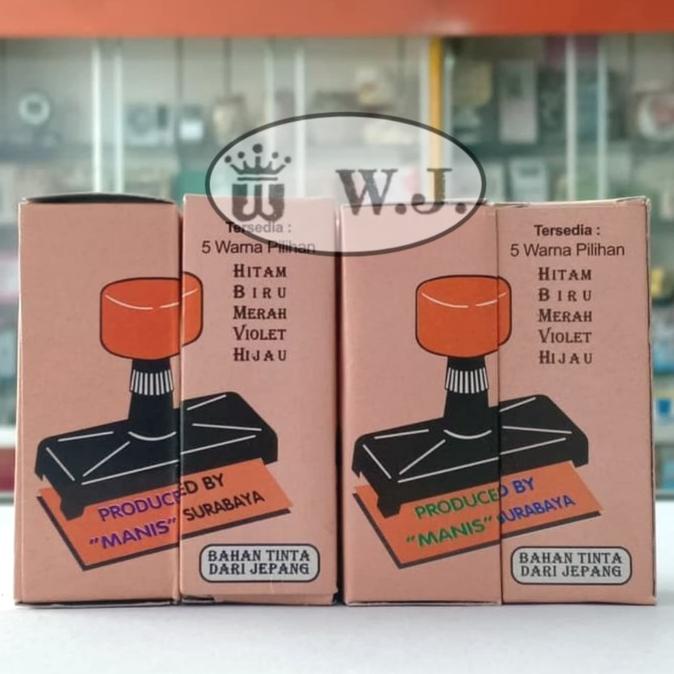 W W.J.
Tersedia :
5 Warna Pilihan
HITAM
BIRU
MERAH
VIOLET
HIJAU
PRODUCED BY
"MANIS" SURABAYA
BAHAN TINTA
DARI JEPANG
Tersedia :
5 Warna Pilihan
HITAM
BIRU
MERAH
VIOLET
HIJAU
PRODUCED BY
"MANIS" SURABAYA
BAHAN TINTA
DARI JEPANG